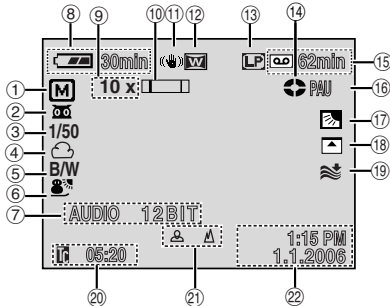 ⑧ ⑨ ⑩ ⑪ ⑫ ⑬ ⑭
30min W LP 62min ⑮
① M 10 x PAU ⑯
②
③ 1/50 ⑰
④ ⑱
⑤ B/W ⑲
⑥
⑦ AUDIO 12BIT
1:15 PM
05:20 1.1.2006
⑳ ㉑ ㉒